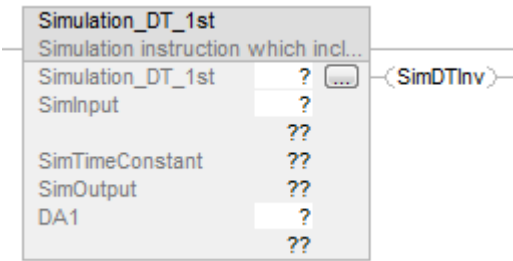 Simulation_DT_1st
Simulation instruction which incl...
Simulation_DT_1st ? ... SimDTInv
SimInput ?
??
SimTimeConstant ??
SimOutput ??
DA1 ?
??